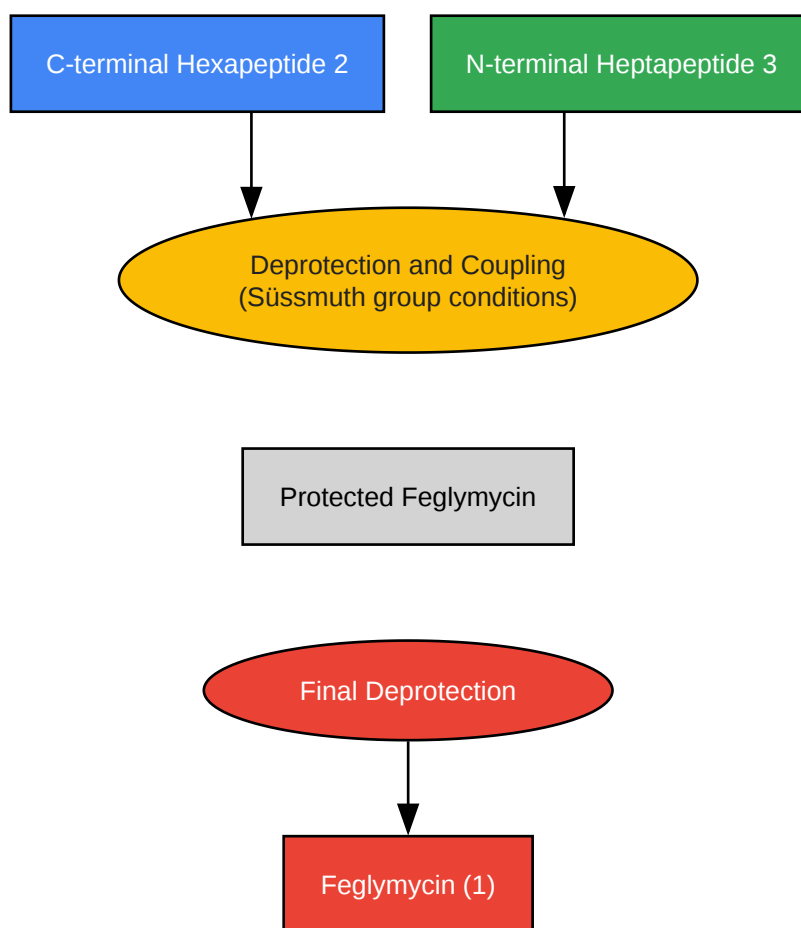 C-terminal Hexapeptide 2
N-terminal Heptapeptide 3
Deprotection and Coupling
(Süssmuth group conditions)
Protected Feglymycin
Final Deprotection
Feglymycin (1)